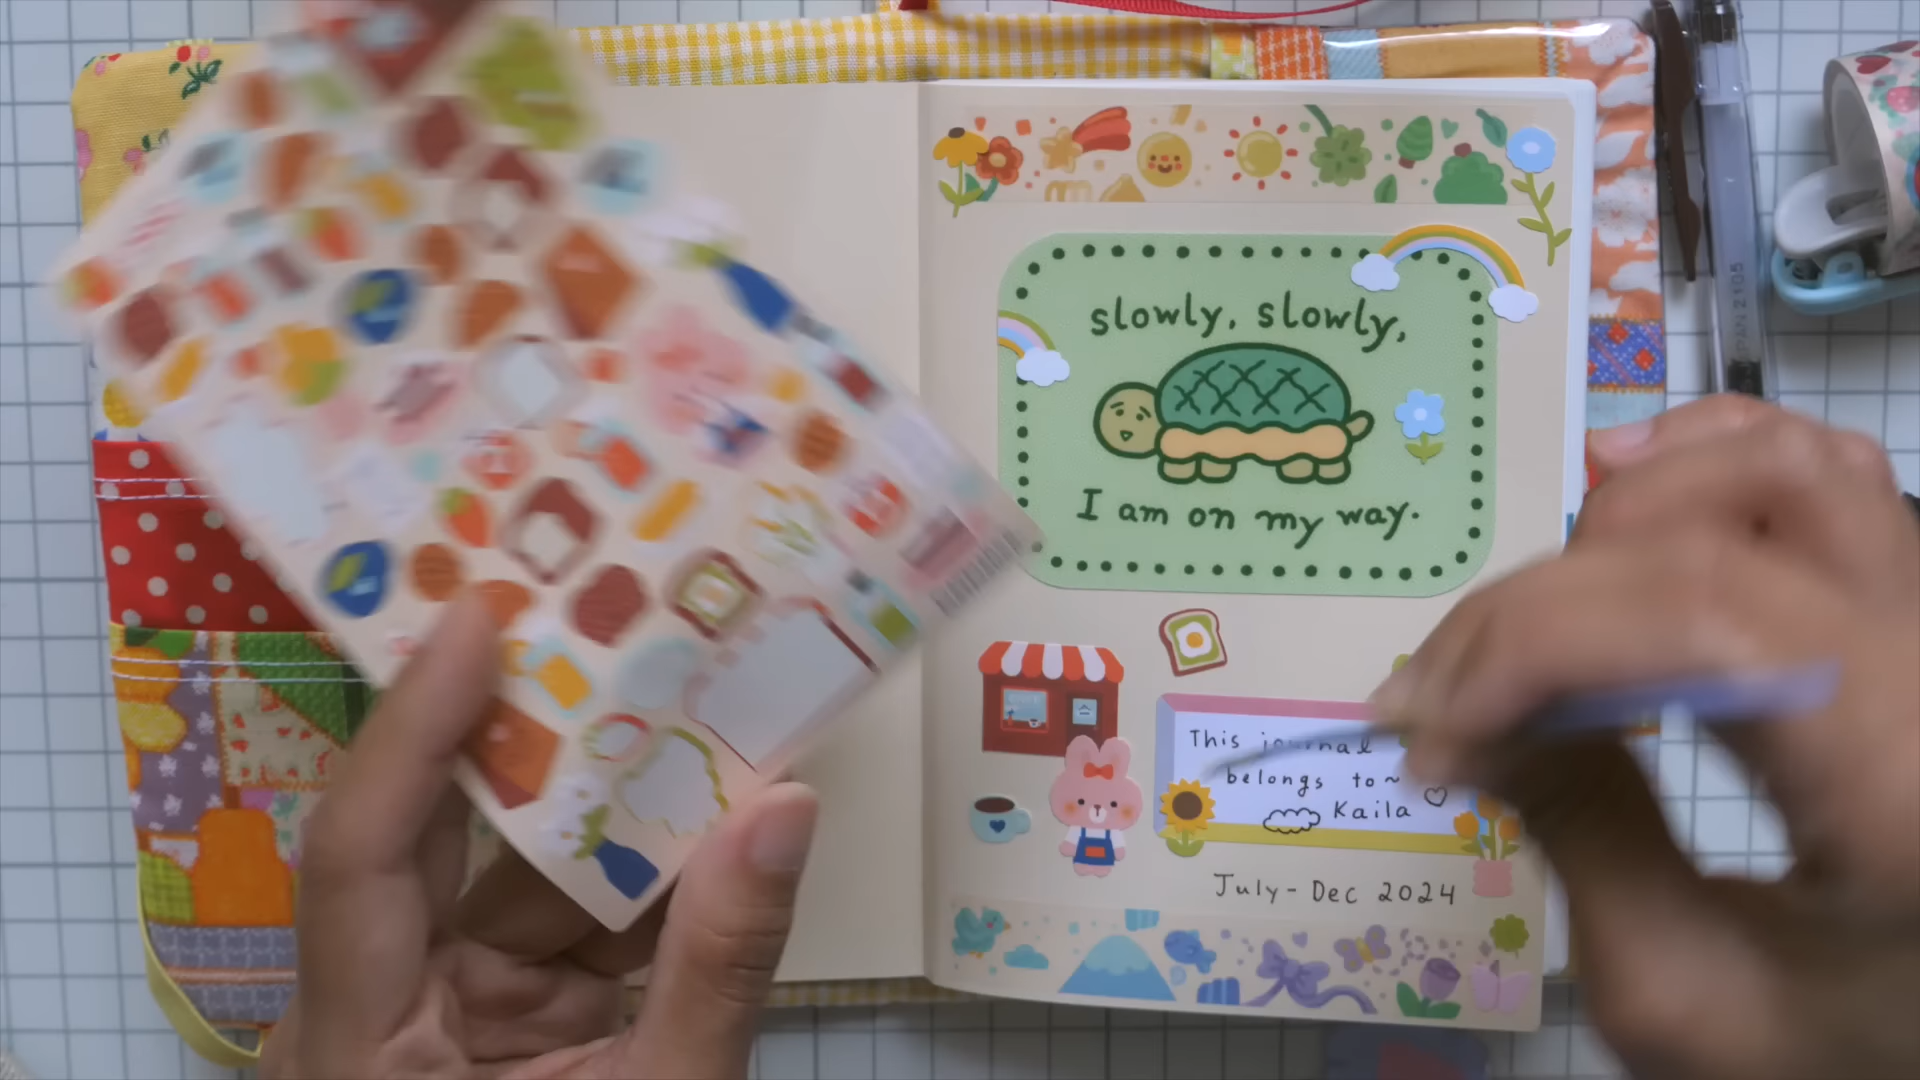 slowly, slowly,
I am on my way.
This journal
belongs to~
Kaila
July - Dec 2024